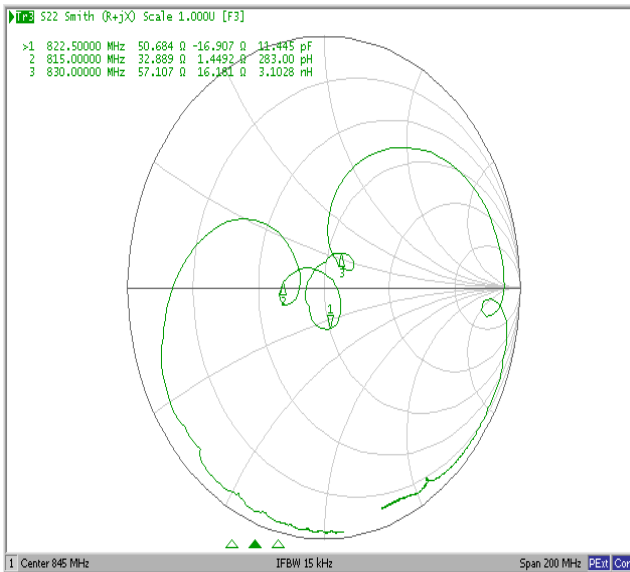 Tr3 S22 Smith (R+jX) Scale 1.000U [F3]
>1 822.50000 MHz 50.684 Ω -16.907 Ω 11.445 pF
2 815.00000 MHz 32.889 Ω 1.4492 Ω 283.00 pH
3 830.00000 MHz 57.107 Ω 16.181 Ω 3.1028 nH
3
2
1
1 Center 845 MHz IFBW 15 kHz Span 200 MHz PExt Cor